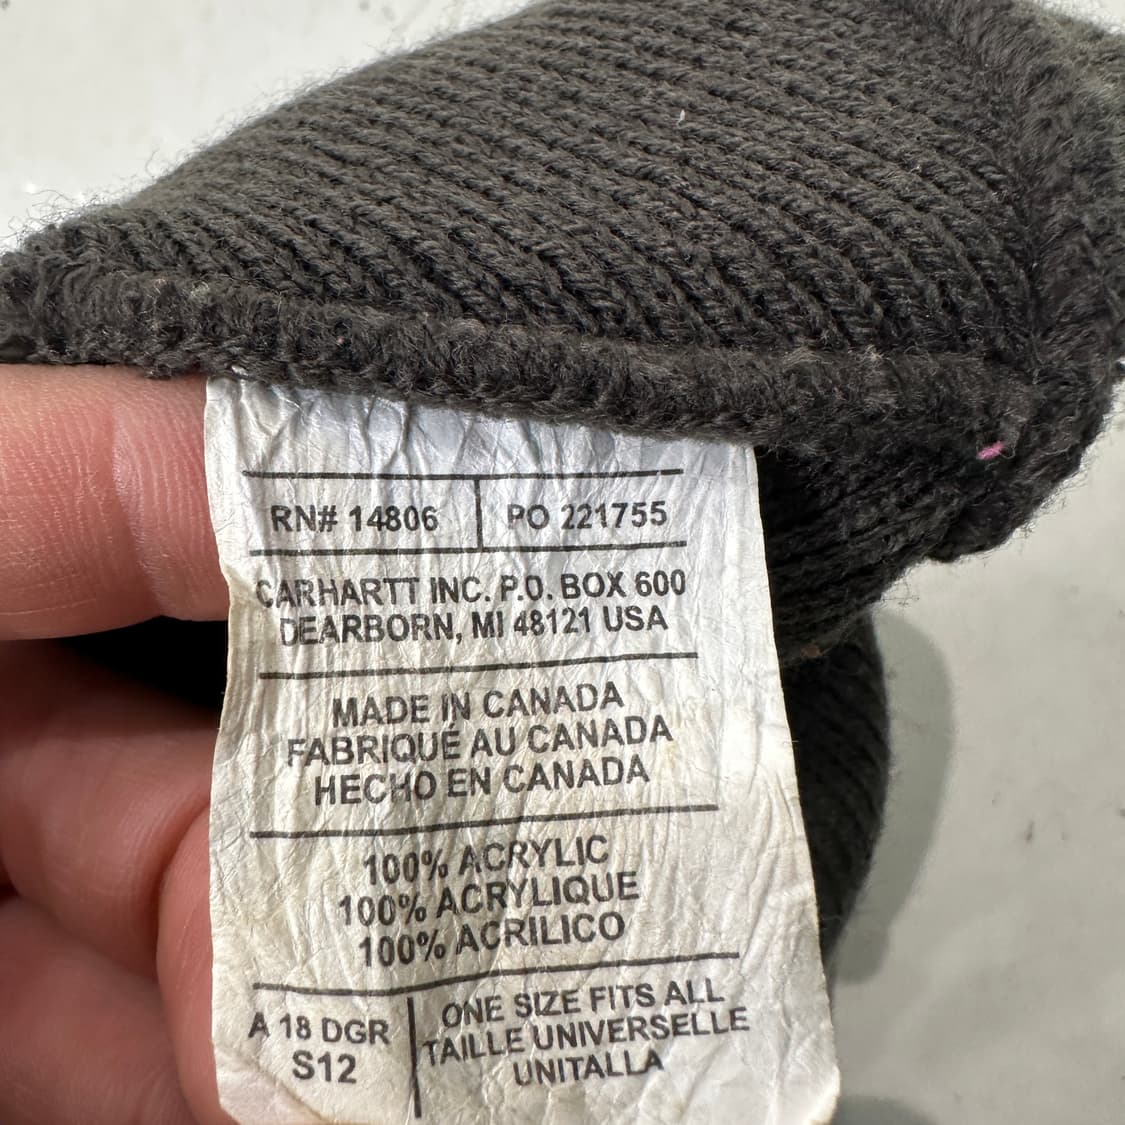 RN# 14806 PO 221755
CARHARTT INC. P.O. BOX 600
DEARBORN, MI 48121 USA
MADE IN CANADA
FABRIQUÉ AU CANADA
HECHO EN CANADA
100% ACRYLIC
100% ACRYLIQUE
100% ACRILICO
A 18 DGR
S12
ONE SIZE FITS ALL
TAILLE UNIVERSELLE
UNITALLA